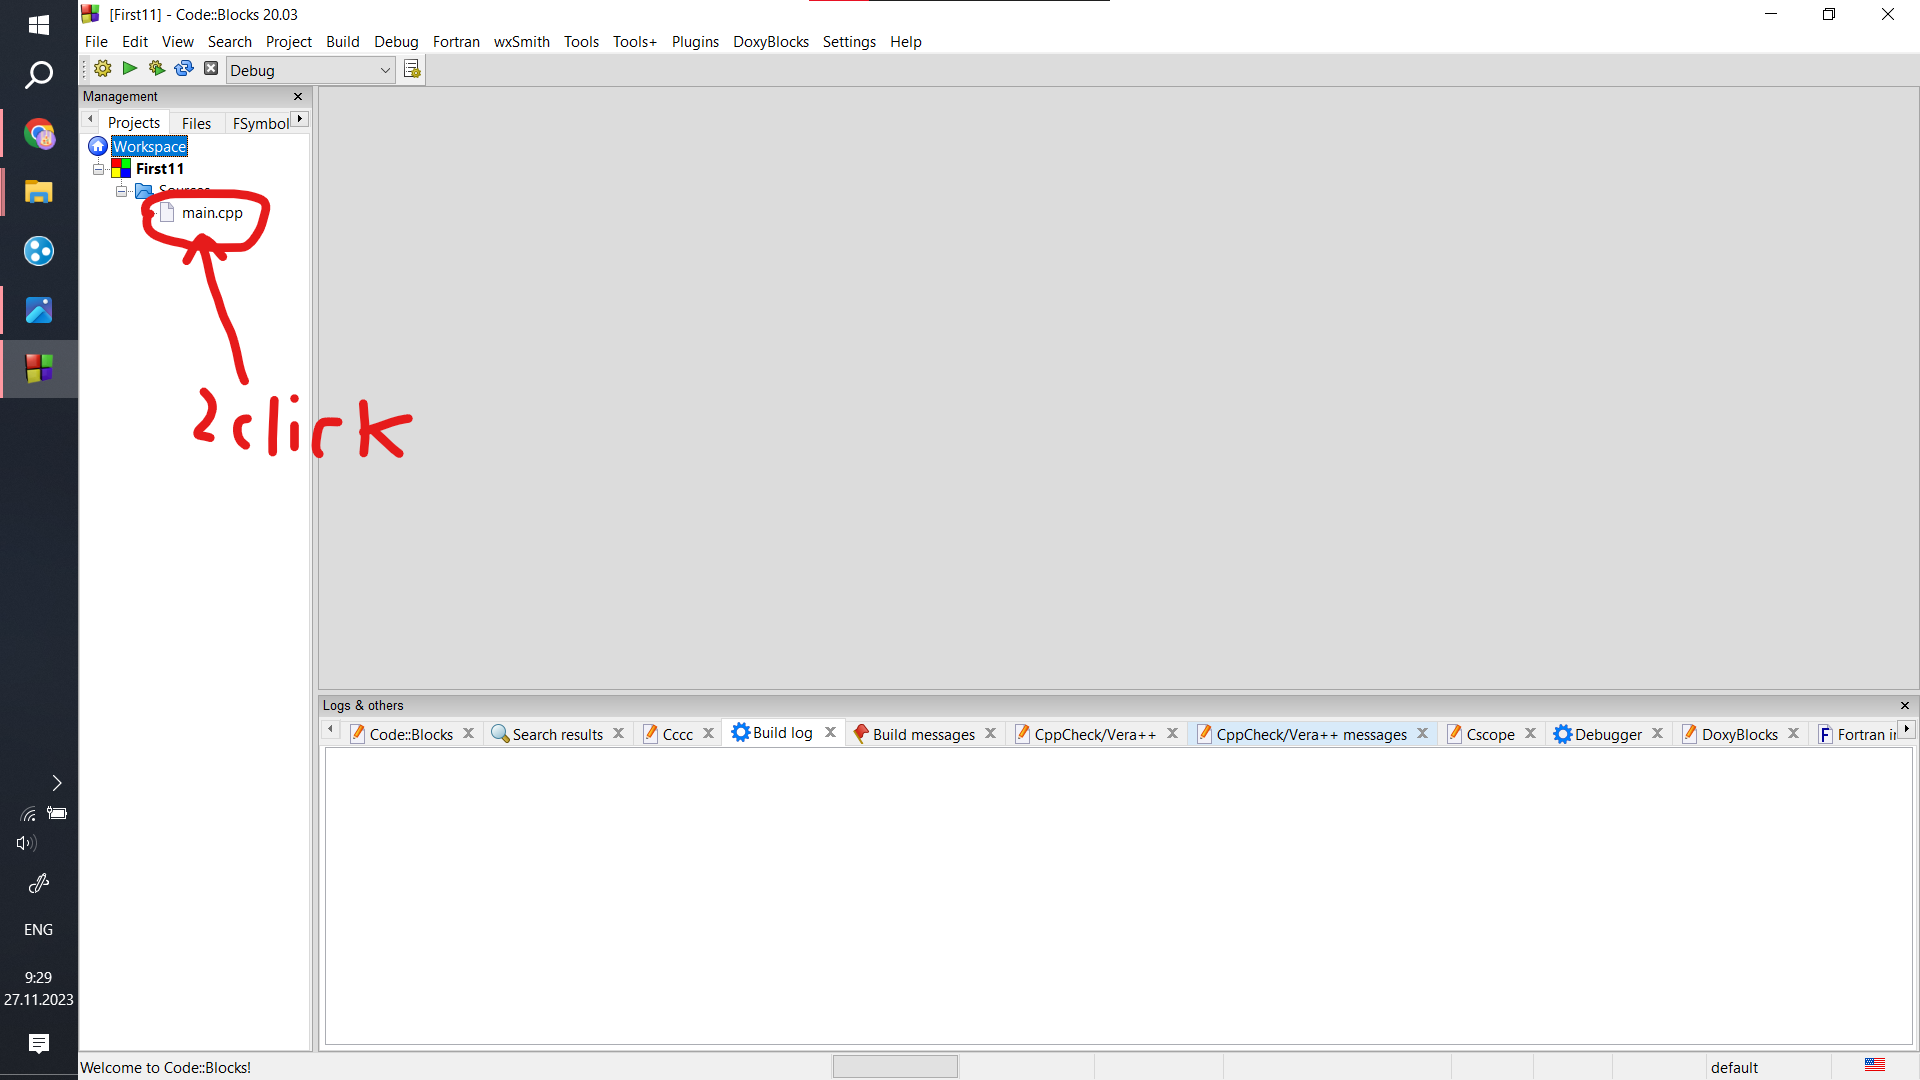 [First11] - Code::Blocks 20.03
File Edit View Search Project Build Debug Fortran wxSmith Tools Tools+ Plugins DoxyBlocks Settings Help
Debug
Management
Projects Files FSymbol
Workspace
First11
Sources
main.cpp
2click
Logs & others
Code::Blocks Search results Cccc Build log Build messages CppCheck/Vera++ CppCheck/Vera++ messages Cscope Debugger DoxyBlocks Fortran in
ENG
9:29
27.11.2023
Welcome to Code::Blocks! default